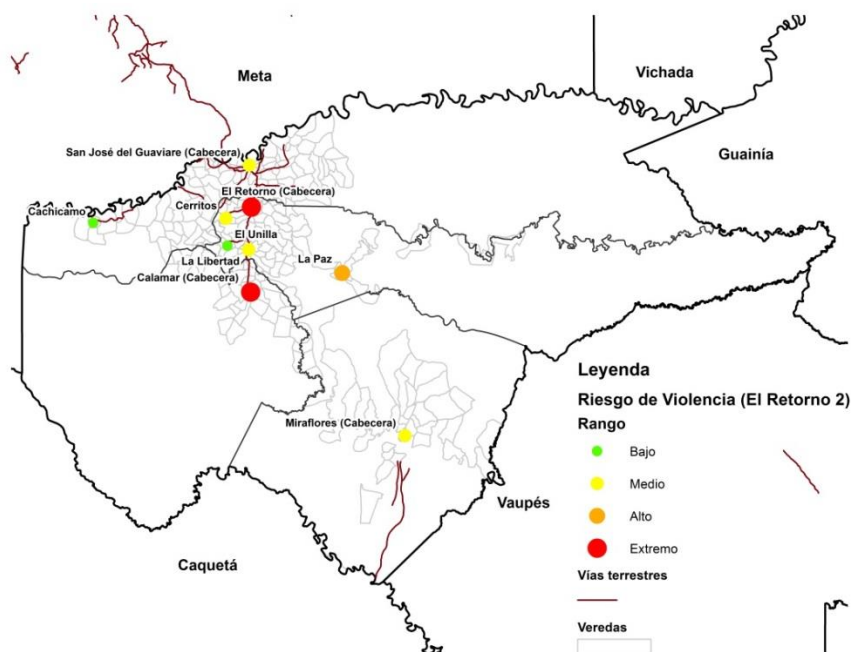 Meta
Vichada
Guainía
San José del Guaviare (Cabecera)
El Retorno (Cabecera)
Cerritos
Cachicamo
El Unilla
La Libertad
La Paz
Calamar (Cabecera)
Miraflores (Cabecera)
Vaupés
Caquetá
Leyenda
Riesgo de Violencia (El Retorno 2)
Rango
Bajo
Medio
Alto
Extremo
Vías terrestres
Veredas